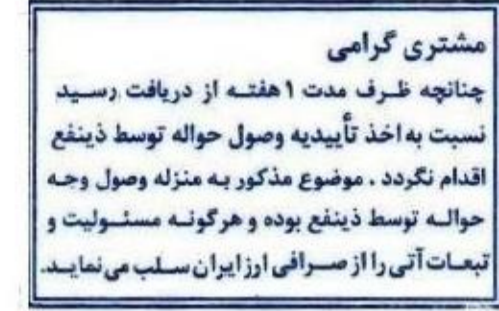 مشتری گرامی
چنانچه ظرف مدت ۱ هفته از دریافت رسید
نسبت به اخذ تأییدیه وصول حواله توسط ذینفع
اقدام نگردد . موضوع مذکور به منزله وصول وجه
حواله توسط ذینفع بوده و هرگونه مسئولیت و
تبعات آتی را از صرافی ارز ایران سلب می نماید.